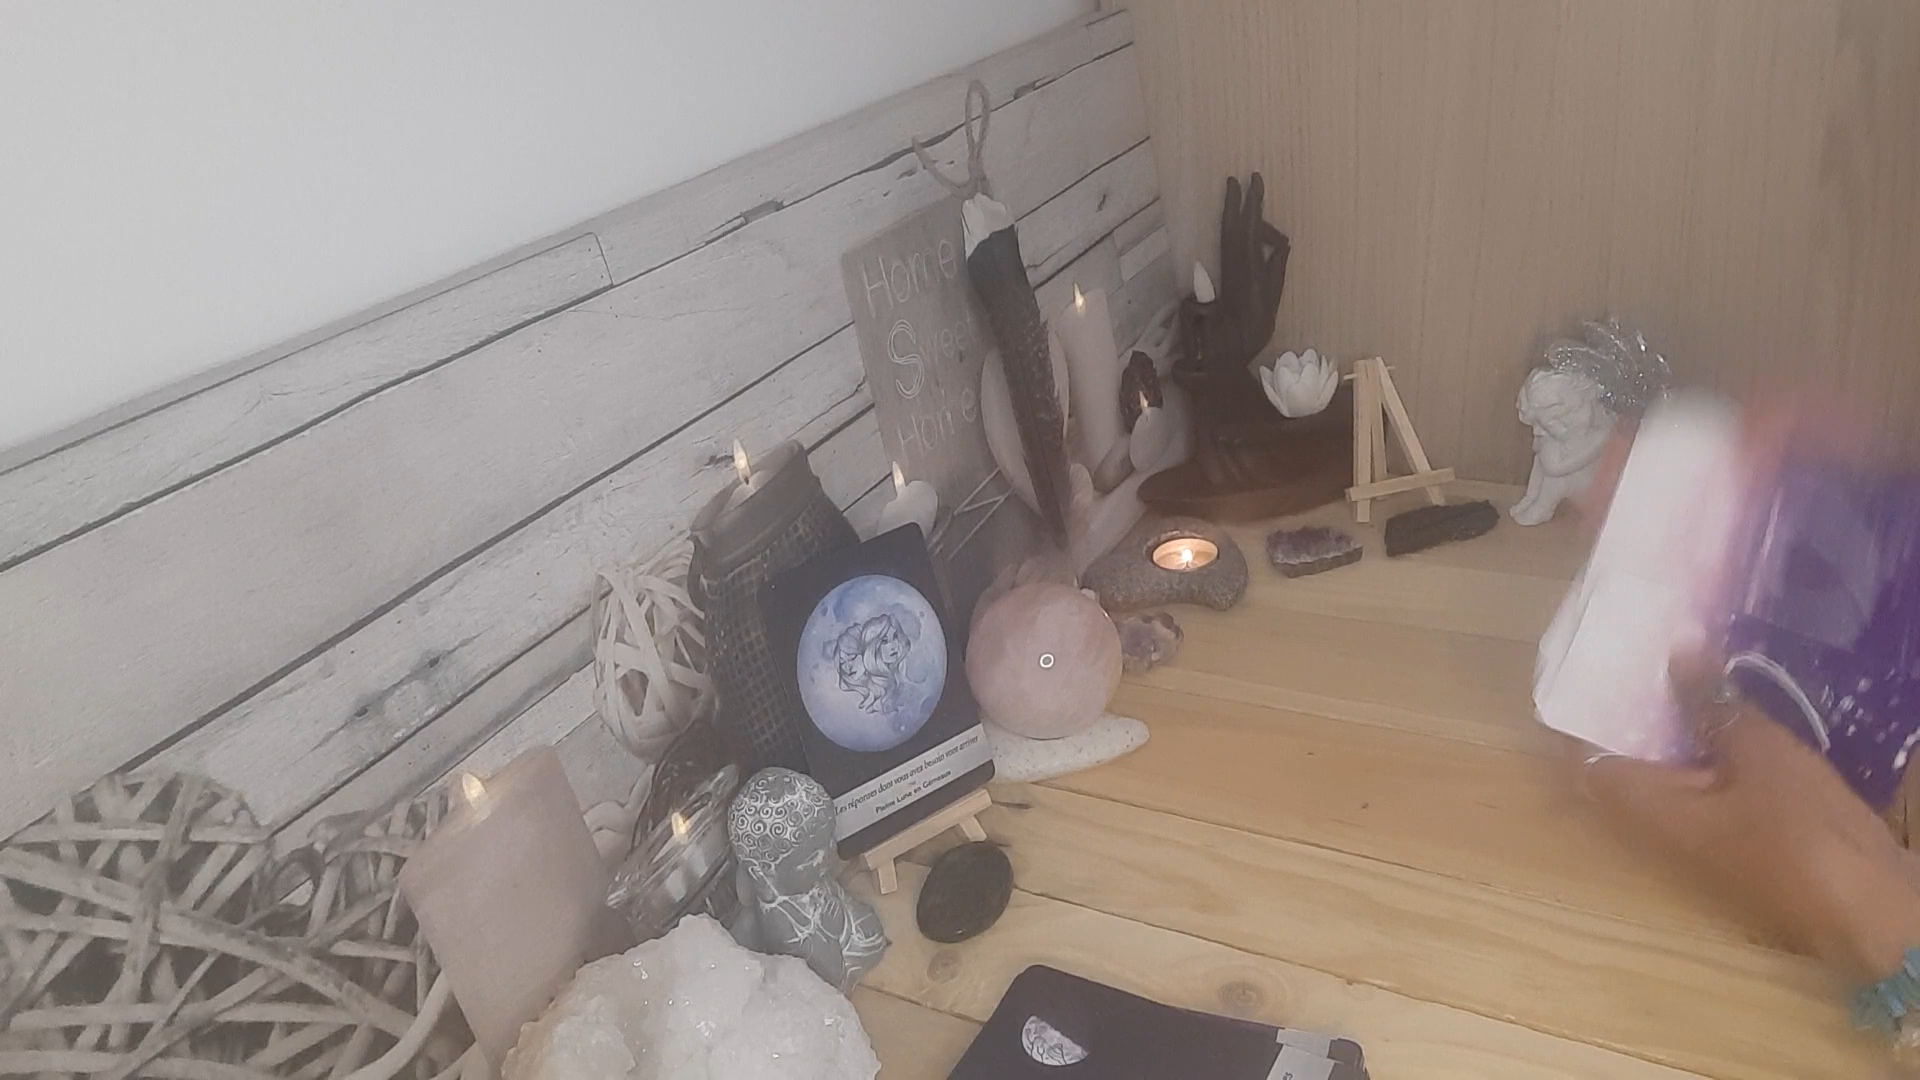 Home
Sweet
Home
Les réponses dont vous avez besoin vont arriver
Pleine Lune en Gémeaux